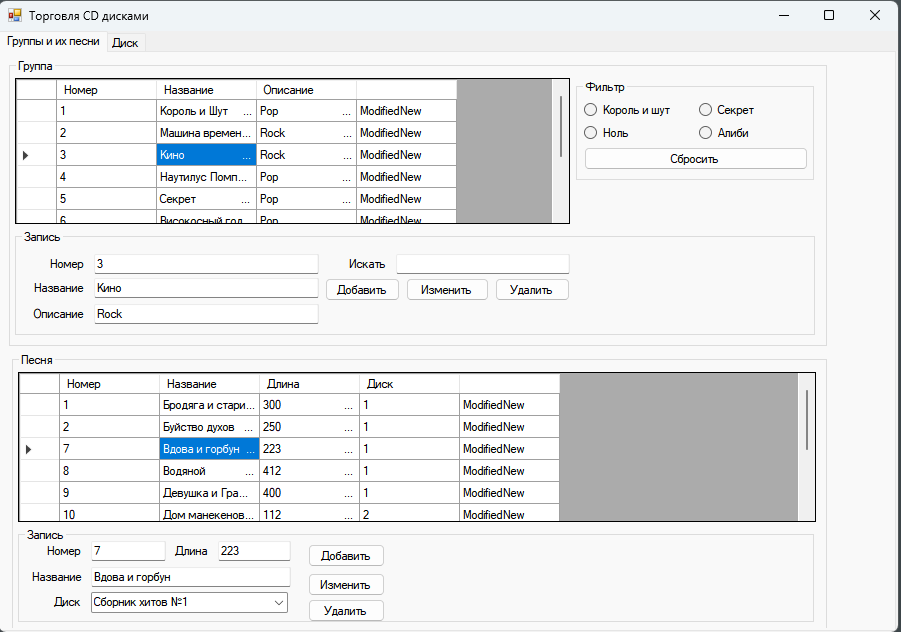 Торговля CD дисками
Группы и их песни Диск
Группа
Номер Название Описание
1 Король и Шут ... Pop ... ModifiedNew
2 Машина времен... Rock ... ModifiedNew
3 Кино ... Rock ... ModifiedNew
4 Наутилус Помп... Pop ... ModifiedNew
5 Секрет ... Pop ... ModifiedNew
6 Високосный год Pop ModifiedNew
Фильтр
Король и шут Секрет
Ноль Алиби
Сбросить
Запись
Номер 3 Искать
Название Кино Добавить Изменить Удалить
Описание Rock
Песня
Номер Название Длина Диск
1 Бродяга и стари... 300 ... 1 ModifiedNew
2 Буйство духов ... 250 ... 1 ModifiedNew
7 Вдова и горбун ... 223 ... 1 ModifiedNew
8 Водяной ... 412 ... 1 ModifiedNew
9 Девушка и Гра... 400 ... 1 ModifiedNew
10 Дом манекенов... 112 ... 2 ModifiedNew
Запись
Номер 7 Длина 223 Добавить
Название Вдова и горбун Изменить
Диск Сборник хитов №1 Удалить